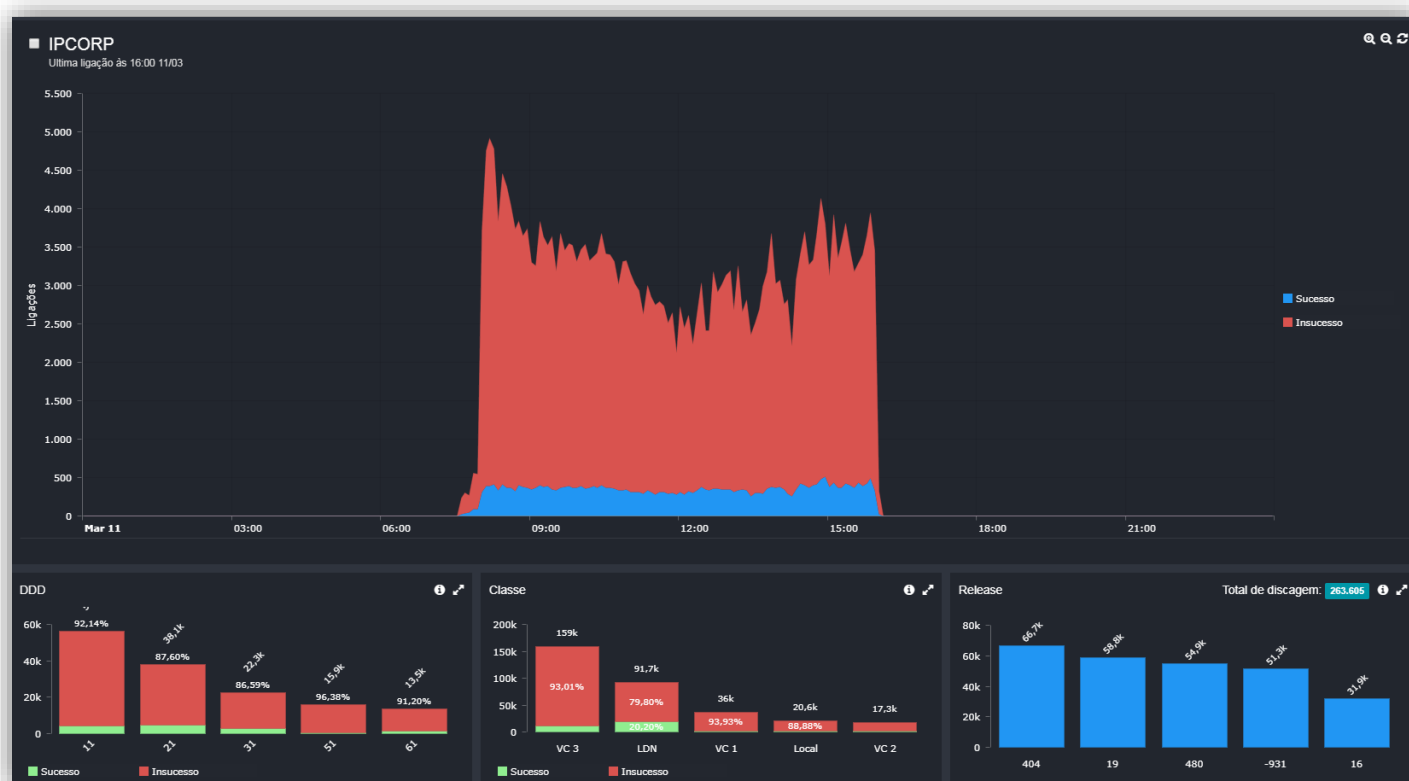 IPCORP
Ultima ligação às 16:00 11/03
5.500
5.000
4.500
4.000
3.500
3.000
2.500
2.000
1.500
1.000
500
0
Ligações
Mar 11
03:00
06:00
09:00
12:00
15:00
18:00
21:00
Sucesso
Insucesso
DDD
60k
40k
20k
0
92,14%
38,1k
87,60%
22,3k
86,59%
15,9k
96,38%
13,5k
91,20%
11
21
31
51
61
Sucesso
Insucesso
Classe
200k
150k
100k
50k
0
159k
93,01%
91,7k
79,80%
20,20%
36k
93,93%
20,6k
88,88%
17,3k
VC 3
LDN
VC 1
Local
VC 2
Sucesso
Insucesso
Release
Total de discagem: 263.605
80k
60k
40k
20k
0
66,7k
58,8k
54,9k
51,3k
31,9k
404
19
480
-931
16